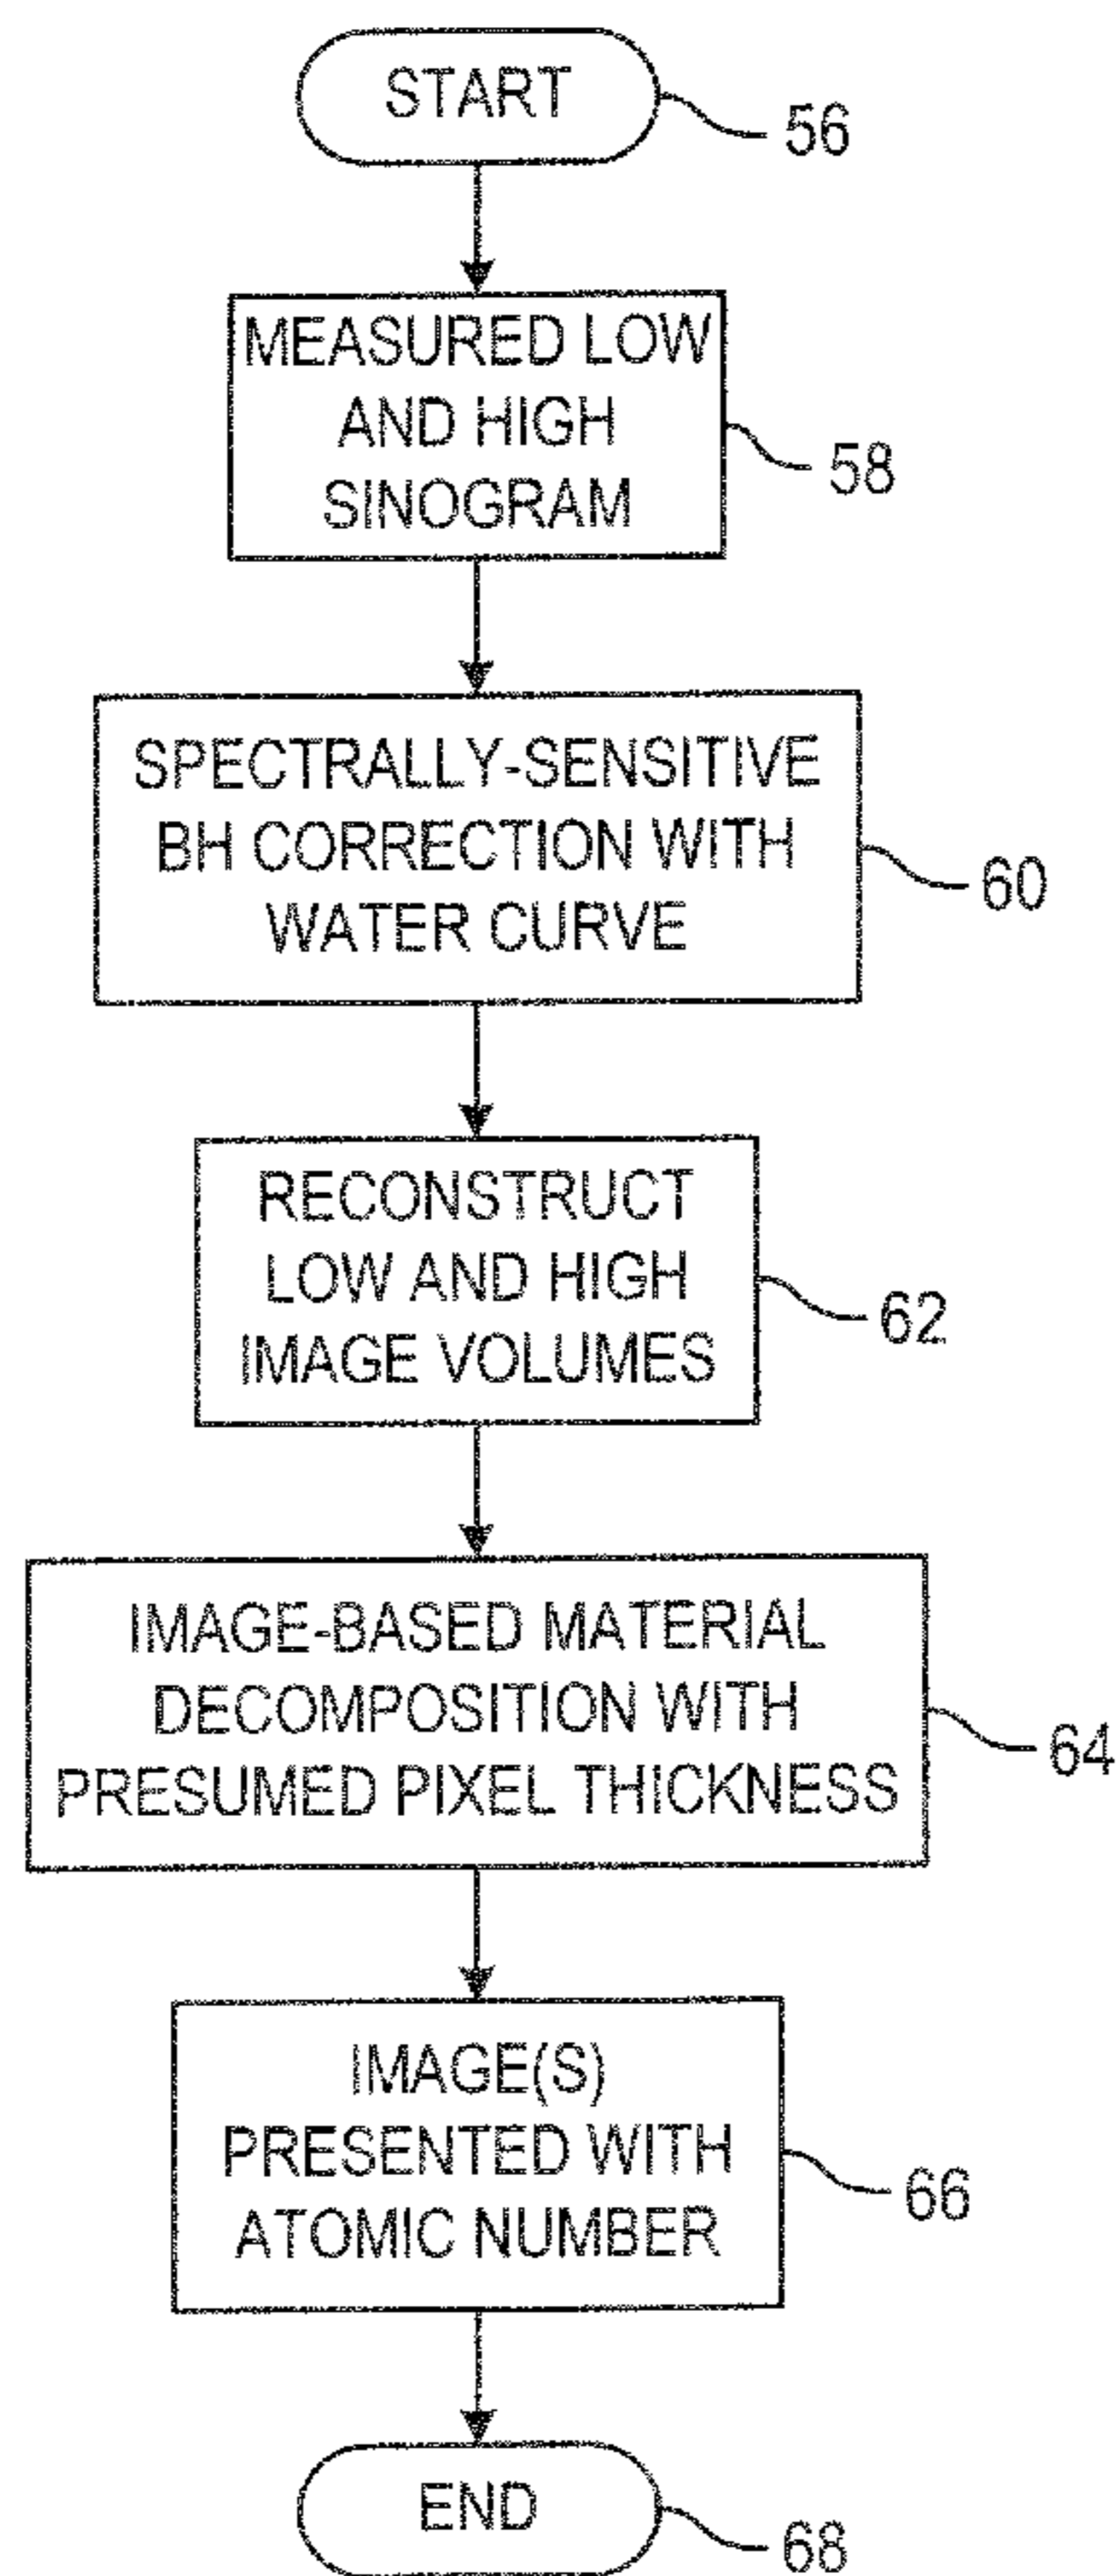 START
56
MEASURED LOW
AND HIGH
SINOGRAM
58
SPECTRALLY-SENSITIVE
BH CORRECTION WITH
WATER CURVE
60
RECONSTRUCT
LOW AND HIGH
IMAGE VOLUMES
62
IMAGE-BASED MATERIAL
DECOMPOSITION WITH
PRESUMED PIXEL THICKNESS
64
IMAGE(S)
PRESENTED WITH
ATOMIC NUMBER
66
END
68